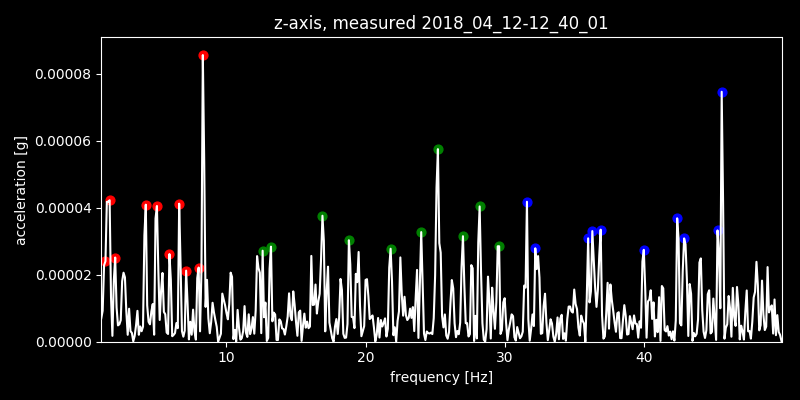 z-axis, measured 2018_04_12-12_40_01
0.00008
0.00006
0.00004
0.00002
0.00000
acceleration [g]
10 20 30 40
frequency [Hz]